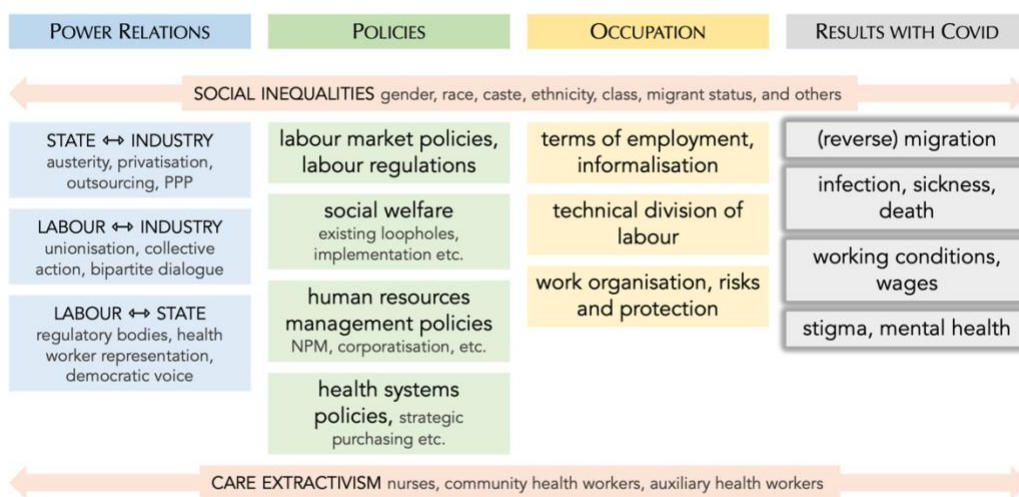 POWER RELATIONS
POLICIES
OCCUPATION
RESULTS WITH COVID
SOCIAL INEQUALITIES gender, race, caste, ethnicity, class, migrant status, and others
STATE ⇔ INDUSTRY
austerity, privatisation,
outsourcing, PPP
LABOUR ⇔ INDUSTRY
unionisation, collective
action, bipartite dialogue
LABOUR ⇔ STATE
regulatory bodies, health
worker representation,
democratic voice
labour market policies,
labour regulations
social welfare
existing loopholes,
implementation etc.
human resources
management policies
NPM, corporatisation, etc.
health systems
policies, strategic
purchasing etc.
terms of employment,
informalisation
technical division of
labour
work organisation, risks
and protection
(reverse) migration
infection, sickness,
death
working conditions,
wages
stigma, mental health
CARE EXTRACTIVISM nurses, community health workers, auxiliary health workers